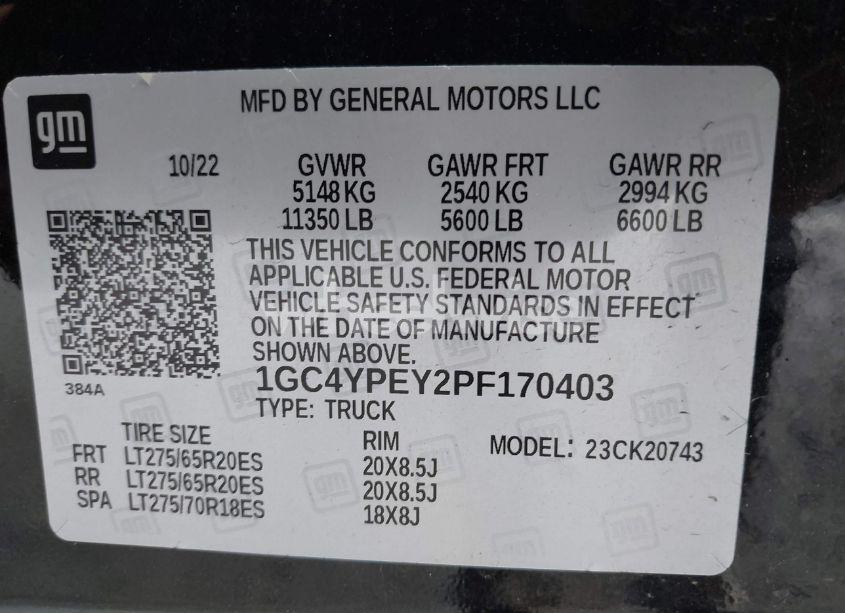 gm
MFD BY GENERAL MOTORS LLC
10/22 GVWR GAWR FRT GAWR RR
5148 KG 2540 KG 2994 KG
11350 LB 5600 LB 6600 LB
THIS VEHICLE CONFORMS TO ALL
APPLICABLE U.S. FEDERAL MOTOR
VEHICLE SAFETY STANDARDS IN EFFECT
ON THE DATE OF MANUFACTURE
SHOWN ABOVE.
384A
1GC4YPEY2PF170403
TYPE: TRUCK
TIRE SIZE RIM MODEL: 23CK20743
FRT LT275/65R20ES 20X8.5J
RR LT275/65R20ES 20X8.5J
SPA LT275/70R18ES 18X8J